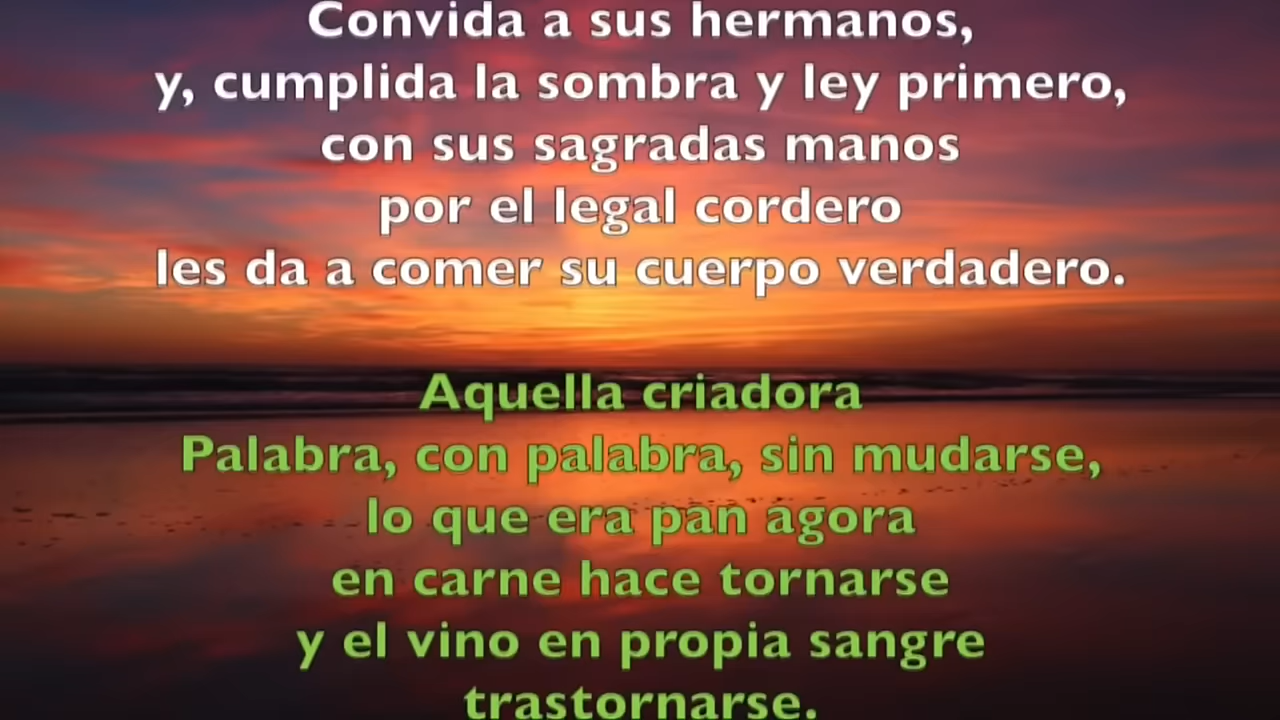 Convida a sus hermanos,
y, cumplida la sombra y ley primero,
con sus sagradas manos
por el legal cordero
les da a comer su cuerpo verdadero.
Aquella criadora
Palabra, con palabra, sin mudarse,
lo que era pan agora
en carne hace tornarse
y el vino en propia sangre
trastornarse.